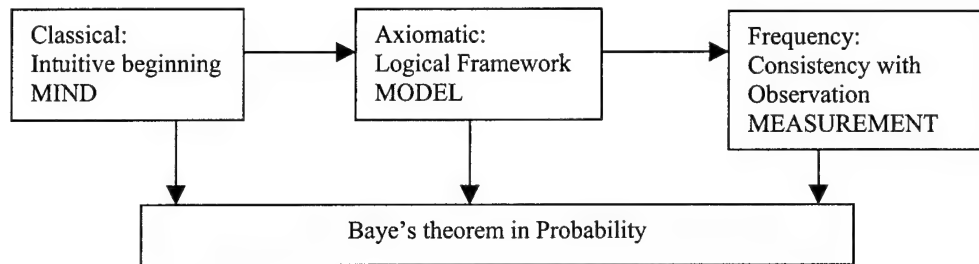 Classical:
Intuitive beginning
MIND
Axiomatic:
Logical Framework
MODEL
Frequency:
Consistency with
Observation
MEASUREMENT
Baye's theorem in Probability